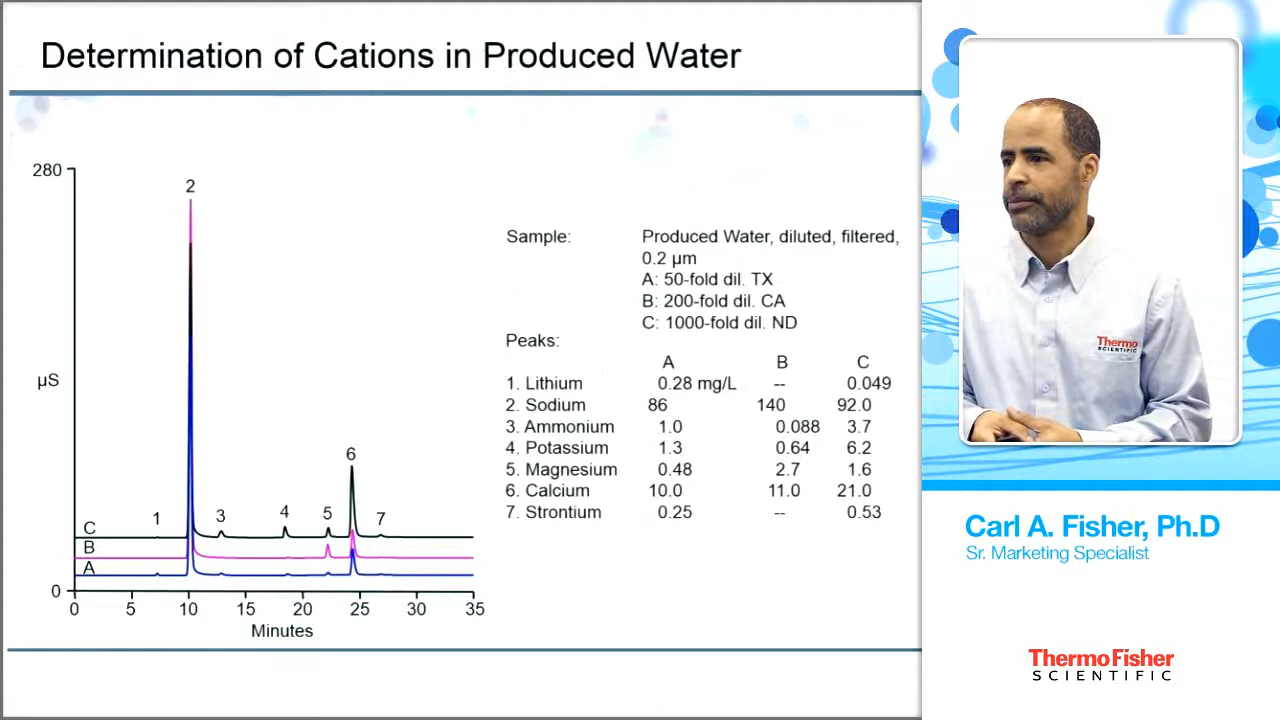 Determination of Cations in Produced Water
280
µS
0
2
6
1
3
4
5
7
C
B
A
0 5 10 15 20 25 30 35
Minutes
Sample: Produced Water, diluted, filtered,
0.2 µm
A: 50-fold dil. TX
B: 200-fold dil. CA
C: 1000-fold dil. ND
Peaks:
A B C
1. Lithium 0.28 mg/L -- 0.049
2. Sodium 86 140 92.0
3. Ammonium 1.0 0.088 3.7
4. Potassium 1.3 0.64 6.2
5. Magnesium 0.48 2.7 1.6
6. Calcium 10.0 11.0 21.0
7. Strontium 0.25 -- 0.53
Thermo
SCIENTIFIC
Carl A. Fisher, Ph.D
Sr. Marketing Specialist
ThermoFisher
SCIENTIFIC